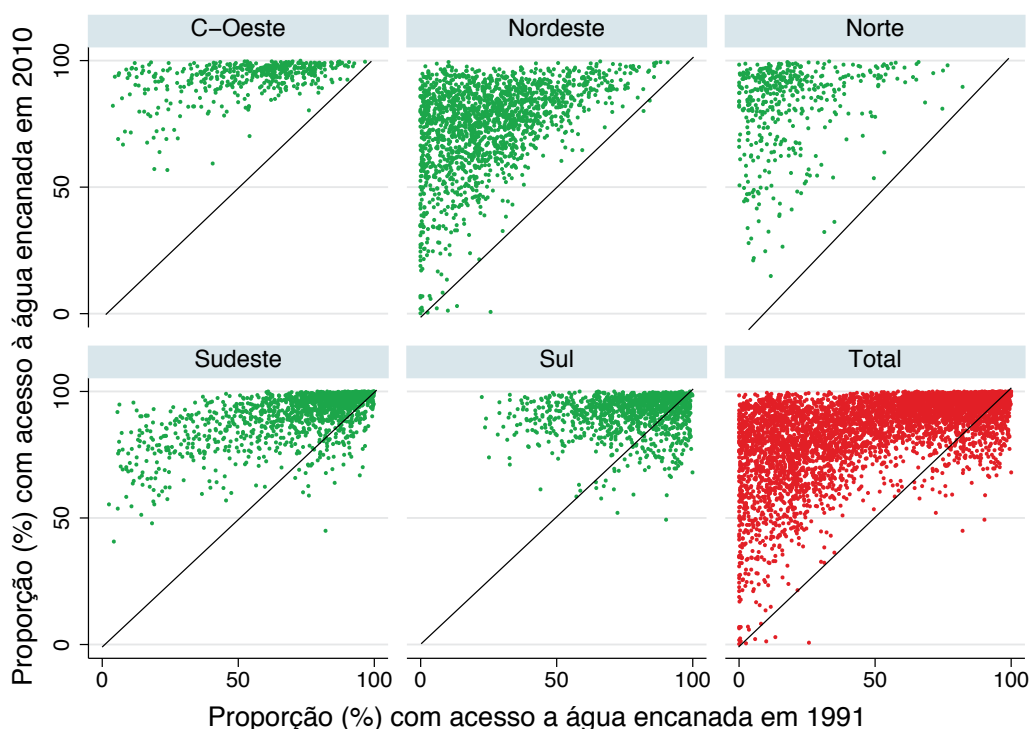 C−Oeste
Nordeste
Norte
100
50
0
Sudeste
Sul
Total
100
50
0
0
50
100
0
50
100
0
50
100
Proporção (%) com acesso à água encanada em 2010
Proporção (%) com acesso a água encanada em 1991